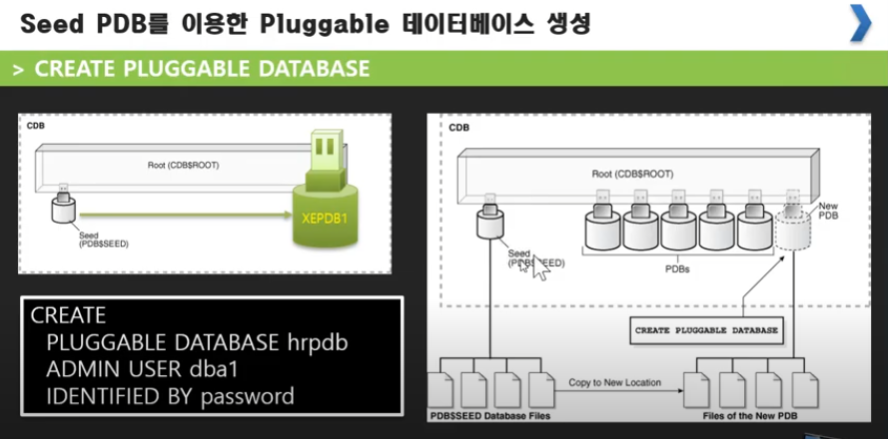 Seed PDB를 이용한 Pluggable 데이터베이스 생성
> CREATE PLUGGABLE DATABASE
CDB
Root (CDB$ROOT)
XEPDB1
Seed
(PDB$SEED)
CREATE
PLUGGABLE DATABASE hrpdb
ADMIN USER dba1
IDENTIFIED BY password
CDB
Root (CDB$ROOT)
New
PDB
Seed
(PDB$SEED)
PDBs
CREATE PLUGGABLE DATABASE
Copy to New Location
PDB$SEED Database Files
Files of the New PDB